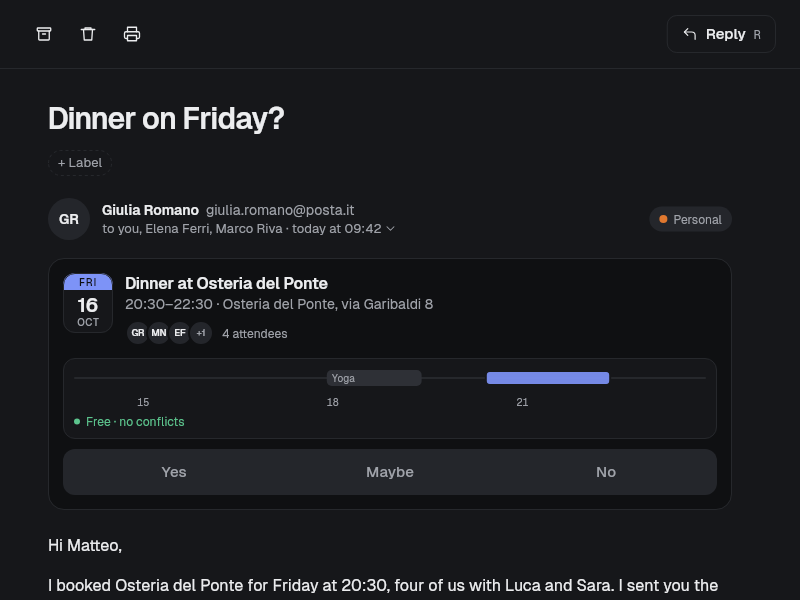 Reply R
Dinner on Friday?
+ Label
GR Giulia Romano giulia.romano@posta.it
to you, Elena Ferri, Marco Riva · today at 09:42
Personal
FRI
16
OCT
Dinner at Osteria del Ponte
20:30–22:30 · Osteria del Ponte, via Garibaldi 8
GR MN EF +1 4 attendees
Yoga
15 18 21
Free · no conflicts
Yes Maybe No
Hi Matteo,
I booked Osteria del Ponte for Friday at 20:30, four of us with Luca and Sara. I sent you the